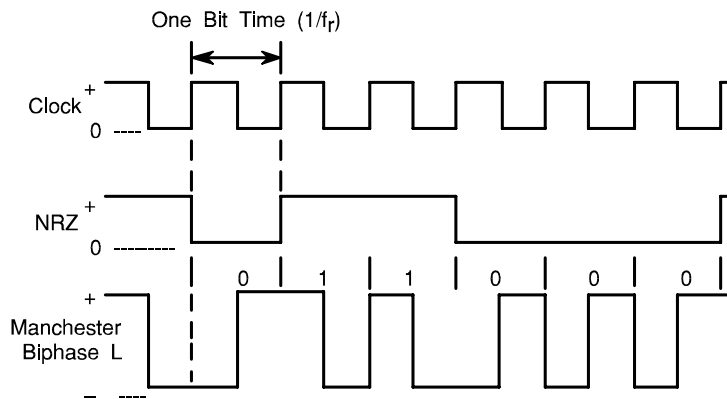 One Bit Time (1/fr)
+
Clock
0
+
NRZ
0
0 1 1 0 0 0
+
Manchester
Biphase L
–